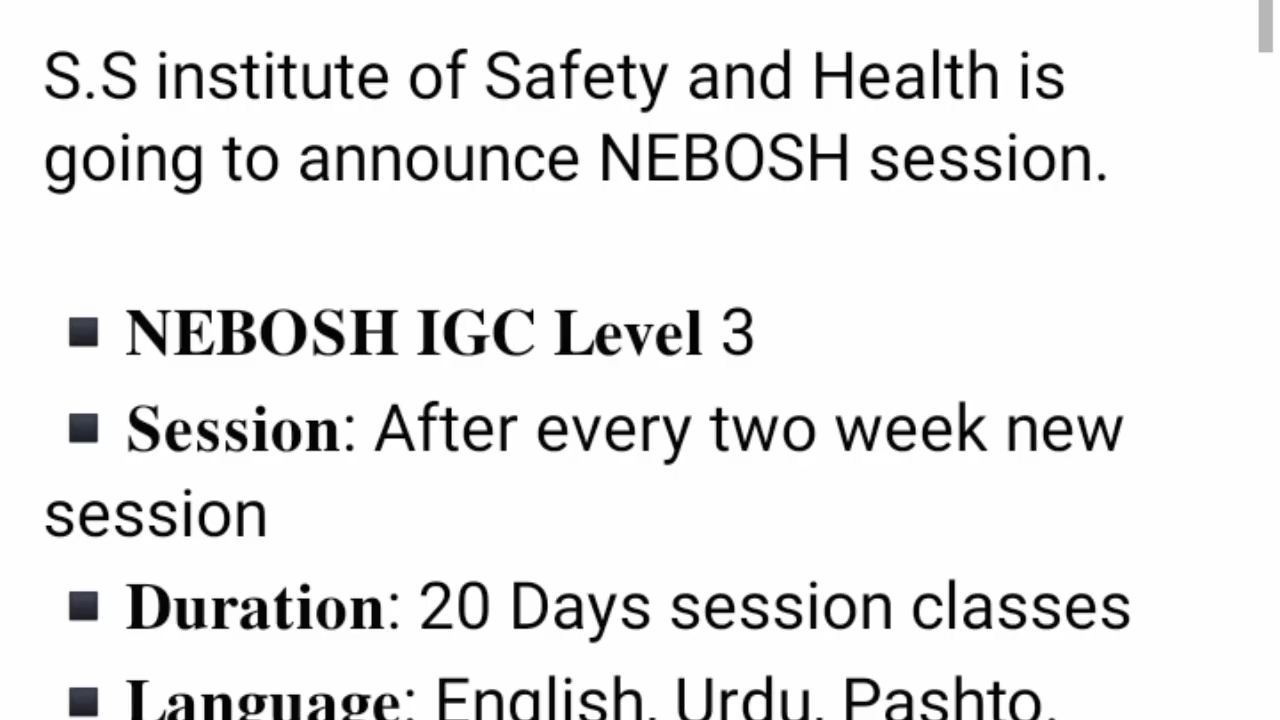 S.S institute of Safety and Health is
going to announce NEBOSH session.
▪ NEBOSH IGC Level 3
▪ Session: After every two week new
session
▪ Duration: 20 Days session classes
▪ Language: English, Urdu, Pashto.